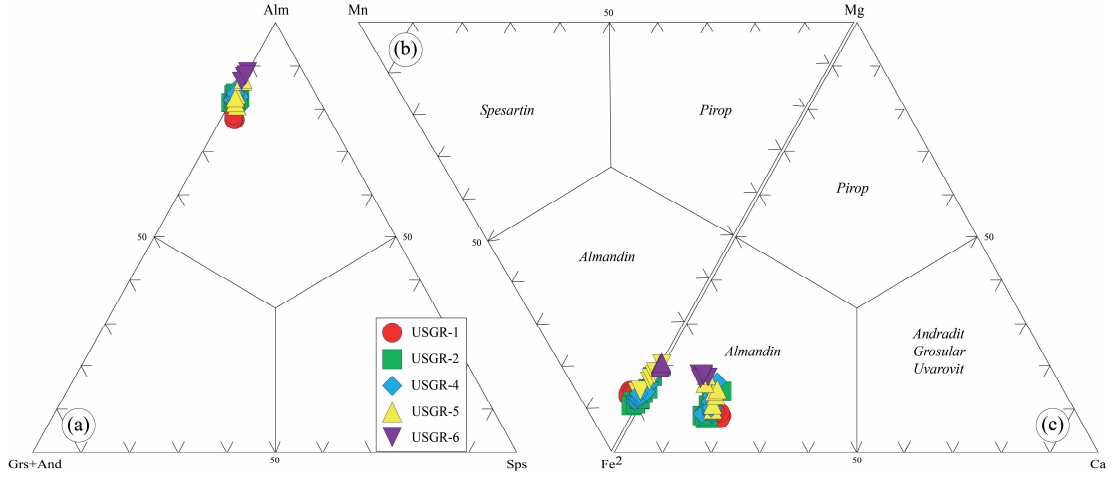 Alm
Mn
50
Mg
(b)
Spesartin
Pirop
Pirop
50
50
50
50
Almandin
USGR-1
USGR-2
USGR-4
USGR-5
USGR-6
Almandin
Andradit
Grosular
Uvarovit
(a)
(c)
Grs+And
50
Sps
Fe2
50
Ca